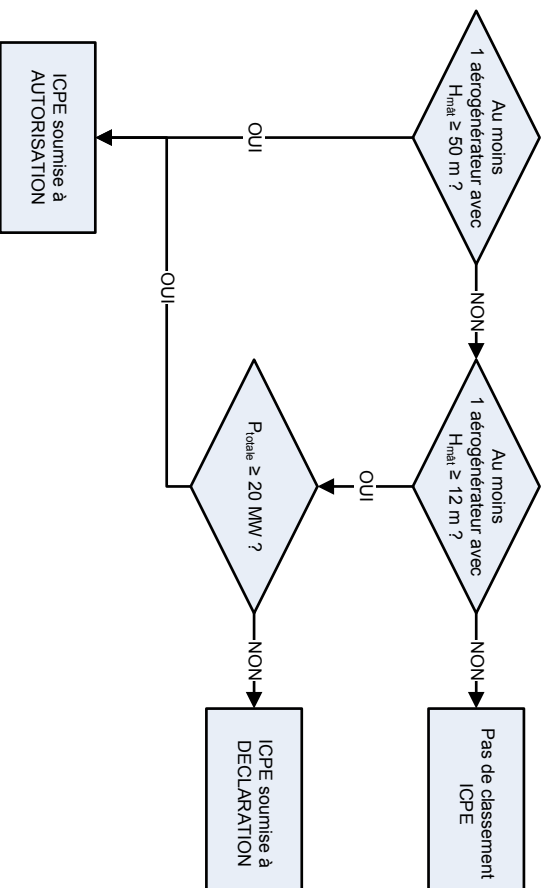 Au moins
1 aérogénérateur avec
Hmât ≥ 50 m ?
NON
Au moins
1 aérogénérateur avec
Hmât ≥ 12 m ?
NON
Pas de classement
ICPE
OUI
OUI
Ptotale ≥ 20 MW ?
NON
ICPE soumise à
DECLARATION
OUI
ICPE soumise à
AUTORISATION